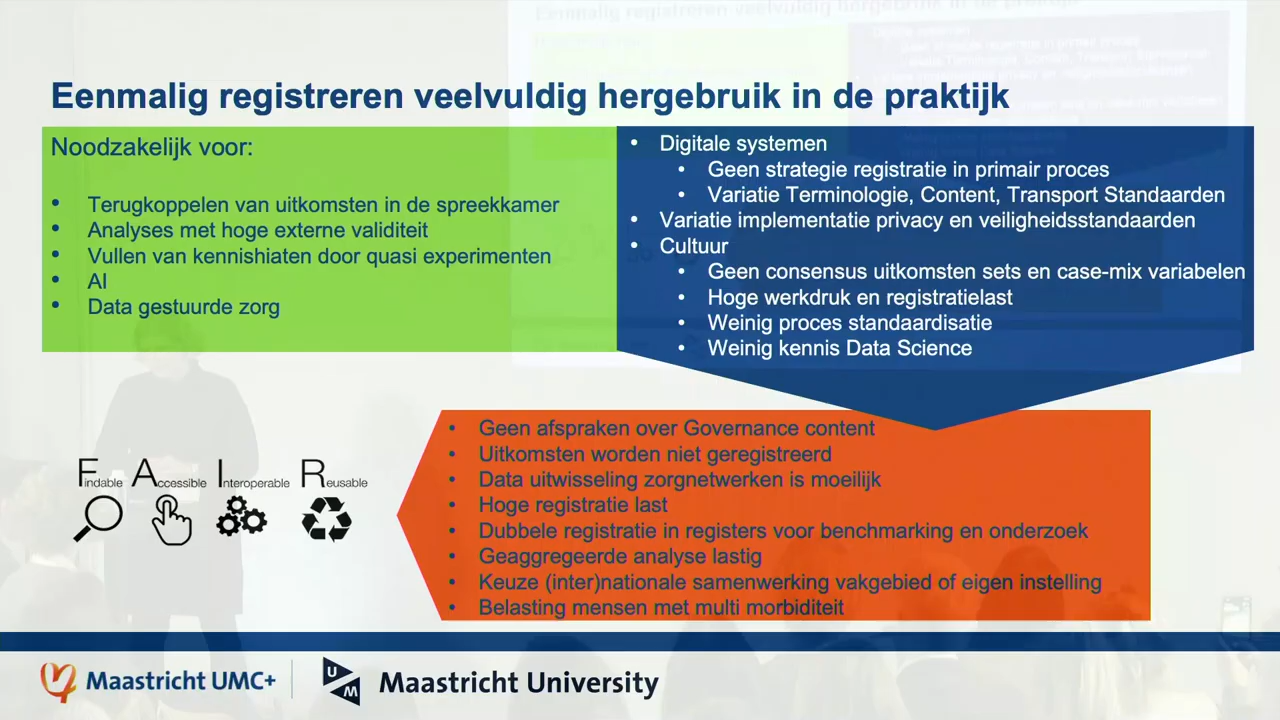 Eenmalig registreren veelvuldig hergebruik in de praktijk
Noodzakelijk voor:
• Terugkoppelen van uitkomsten in de spreekkamer
• Analyses met hoge externe validiteit
• Vullen van kennishiaten door quasi experimenten
• AI
• Data gestuurde zorg
• Digitale systemen
• Geen strategie registratie in primair proces
• Variatie Terminologie, Content, Transport Standaarden
• Variatie implementatie privacy en veiligheidsstandaarden
• Cultuur
• Geen consensus uitkomsten sets en case-mix variabelen
• Hoge werkdruk en registratielast
• Weinig proces standaardisatie
• Weinig kennis Data Science
• Geen afspraken over Governance content
• Uitkomsten worden niet geregistreerd
• Data uitwisseling zorgnetwerken is moeilijk
• Hoge registratie last
• Dubbele registratie in registers voor benchmarking en onderzoek
• Geaggregeerde analyse lastig
• Keuze (inter)nationale samenwerking vakgebied of eigen instelling
• Belasting mensen met multi morbiditeit
Findable Accessible Interoperable Reusable
Maastricht UMC+
UM Maastricht University